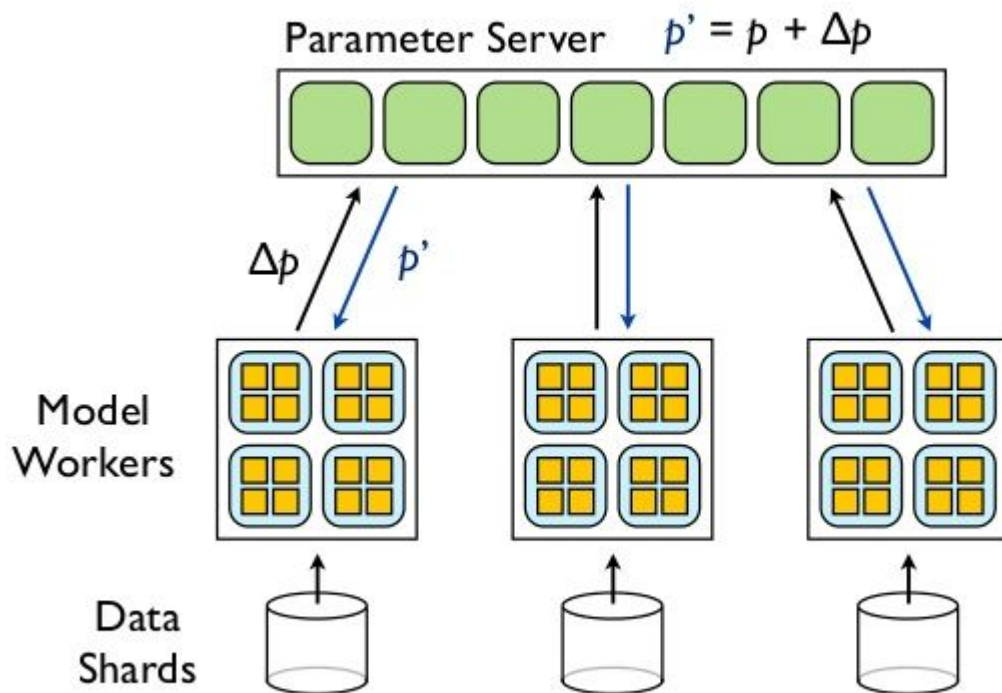 Parameter Server p’ = p + Δp
Δp
p’
Model
Workers
Data
Shards